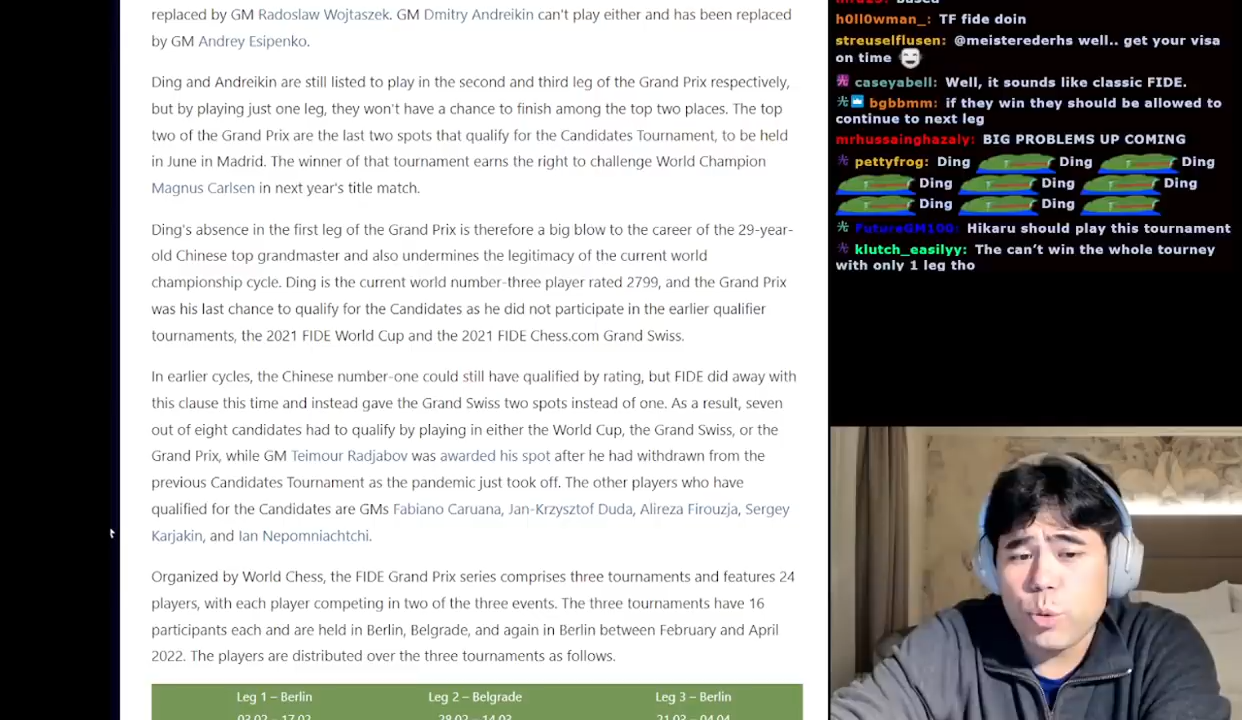 replaced by GM Radoslaw Wojtaszek. GM Dmitry Andreikin can't play either and has been replaced
by GM Andrey Esipenko.
Ding and Andreikin are still listed to play in the second and third leg of the Grand Prix respectively,
but by playing just one leg, they won't have a chance to finish among the top two places. The top
two of the Grand Prix are the last two spots that qualify for the Candidates Tournament, to be held
in June in Madrid. The winner of that tournament earns the right to challenge World Champion
Magnus Carlsen in next year's title match.
Ding's absence in the first leg of the Grand Prix is therefore a big blow to the career of the 29-year-
old Chinese top grandmaster and also undermines the legitimacy of the current world
championship cycle. Ding is the current world number-three player rated 2799, and the Grand Prix
was his last chance to qualify for the Candidates as he did not participate in the earlier qualifier
tournaments, the 2021 FIDE World Cup and the 2021 FIDE Chess.com Grand Swiss.
In earlier cycles, the Chinese number-one could still have qualified by rating, but FIDE did away with
this clause this time and instead gave the Grand Swiss two spots instead of one. As a result, seven
out of eight candidates had to qualify by playing in either the World Cup, the Grand Swiss, or the
Grand Prix, while GM Teimour Radjabov was awarded his spot after he had withdrawn from the
previous Candidates Tournament as the pandemic just took off. The other players who have
qualified for the Candidates are GMs Fabiano Caruana, Jan-Krzysztof Duda, Alireza Firouzja, Sergey
Karjakin, and Ian Nepomniachtchi.
Organized by World Chess, the FIDE Grand Prix series comprises three tournaments and features 24
players, with each player competing in two of the three events. The three tournaments have 16
participants each and are held in Berlin, Belgrade, and again in Berlin between February and April
2022. The players are distributed over the three tournaments as follows.
Leg 1 – Berlin Leg 2 – Belgrade Leg 3 – Berlin
h0ll0wman_: TF fide doin
streuselflusen: @meisterederhs well.. get your visa
on time
caseyabell: Well, it sounds like classic FIDE.
bgbbmm: if they win they should be allowed to
continue to next leg
mrhussainghazaly: BIG PROBLEMS UP COMING
pettyfrog: Ding Ding Ding
Ding Ding Ding
Ding Ding
FutureGM100: Hikaru should play this tournament
klutch_easilyy: The can't win the whole tourney
with only 1 leg tho